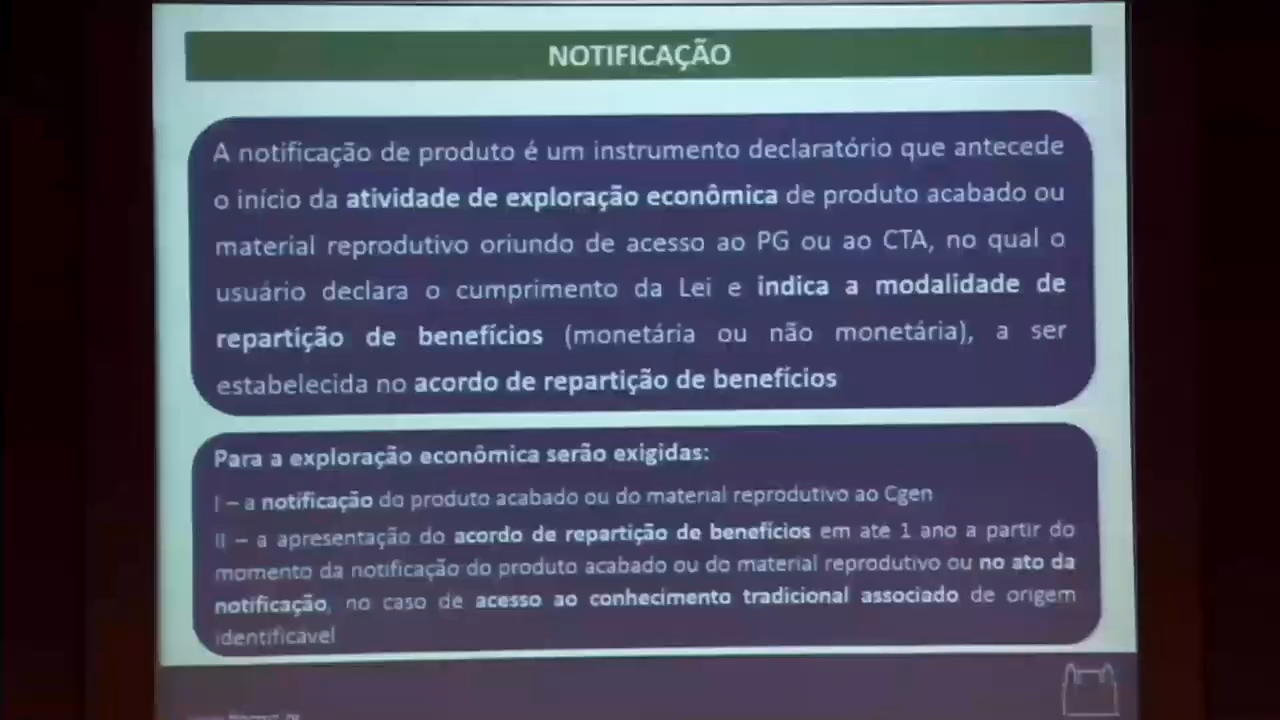 NOTIFICAÇÃO
A notificação de produto é um instrumento declaratório que antecede
o início da atividade de exploração econômica de produto acabado ou
material reprodutivo oriundo de acesso ao PG ou ao CTA, no qual o
usuário declara o cumprimento da Lei e indica a modalidade de
repartição de benefícios (monetária ou não monetária), a ser
estabelecida no acordo de repartição de benefícios
Para a exploração econômica serão exigidas:
I – a notificação do produto acabado ou do material reprodutivo ao Cgen
II – a apresentação do acordo de repartição de benefícios em ate 1 ano a partir do
momento da notificação do produto acabado ou do material reprodutivo ou no ato da
notificação, no caso de acesso ao conhecimento tradicional associado de origem
identificável